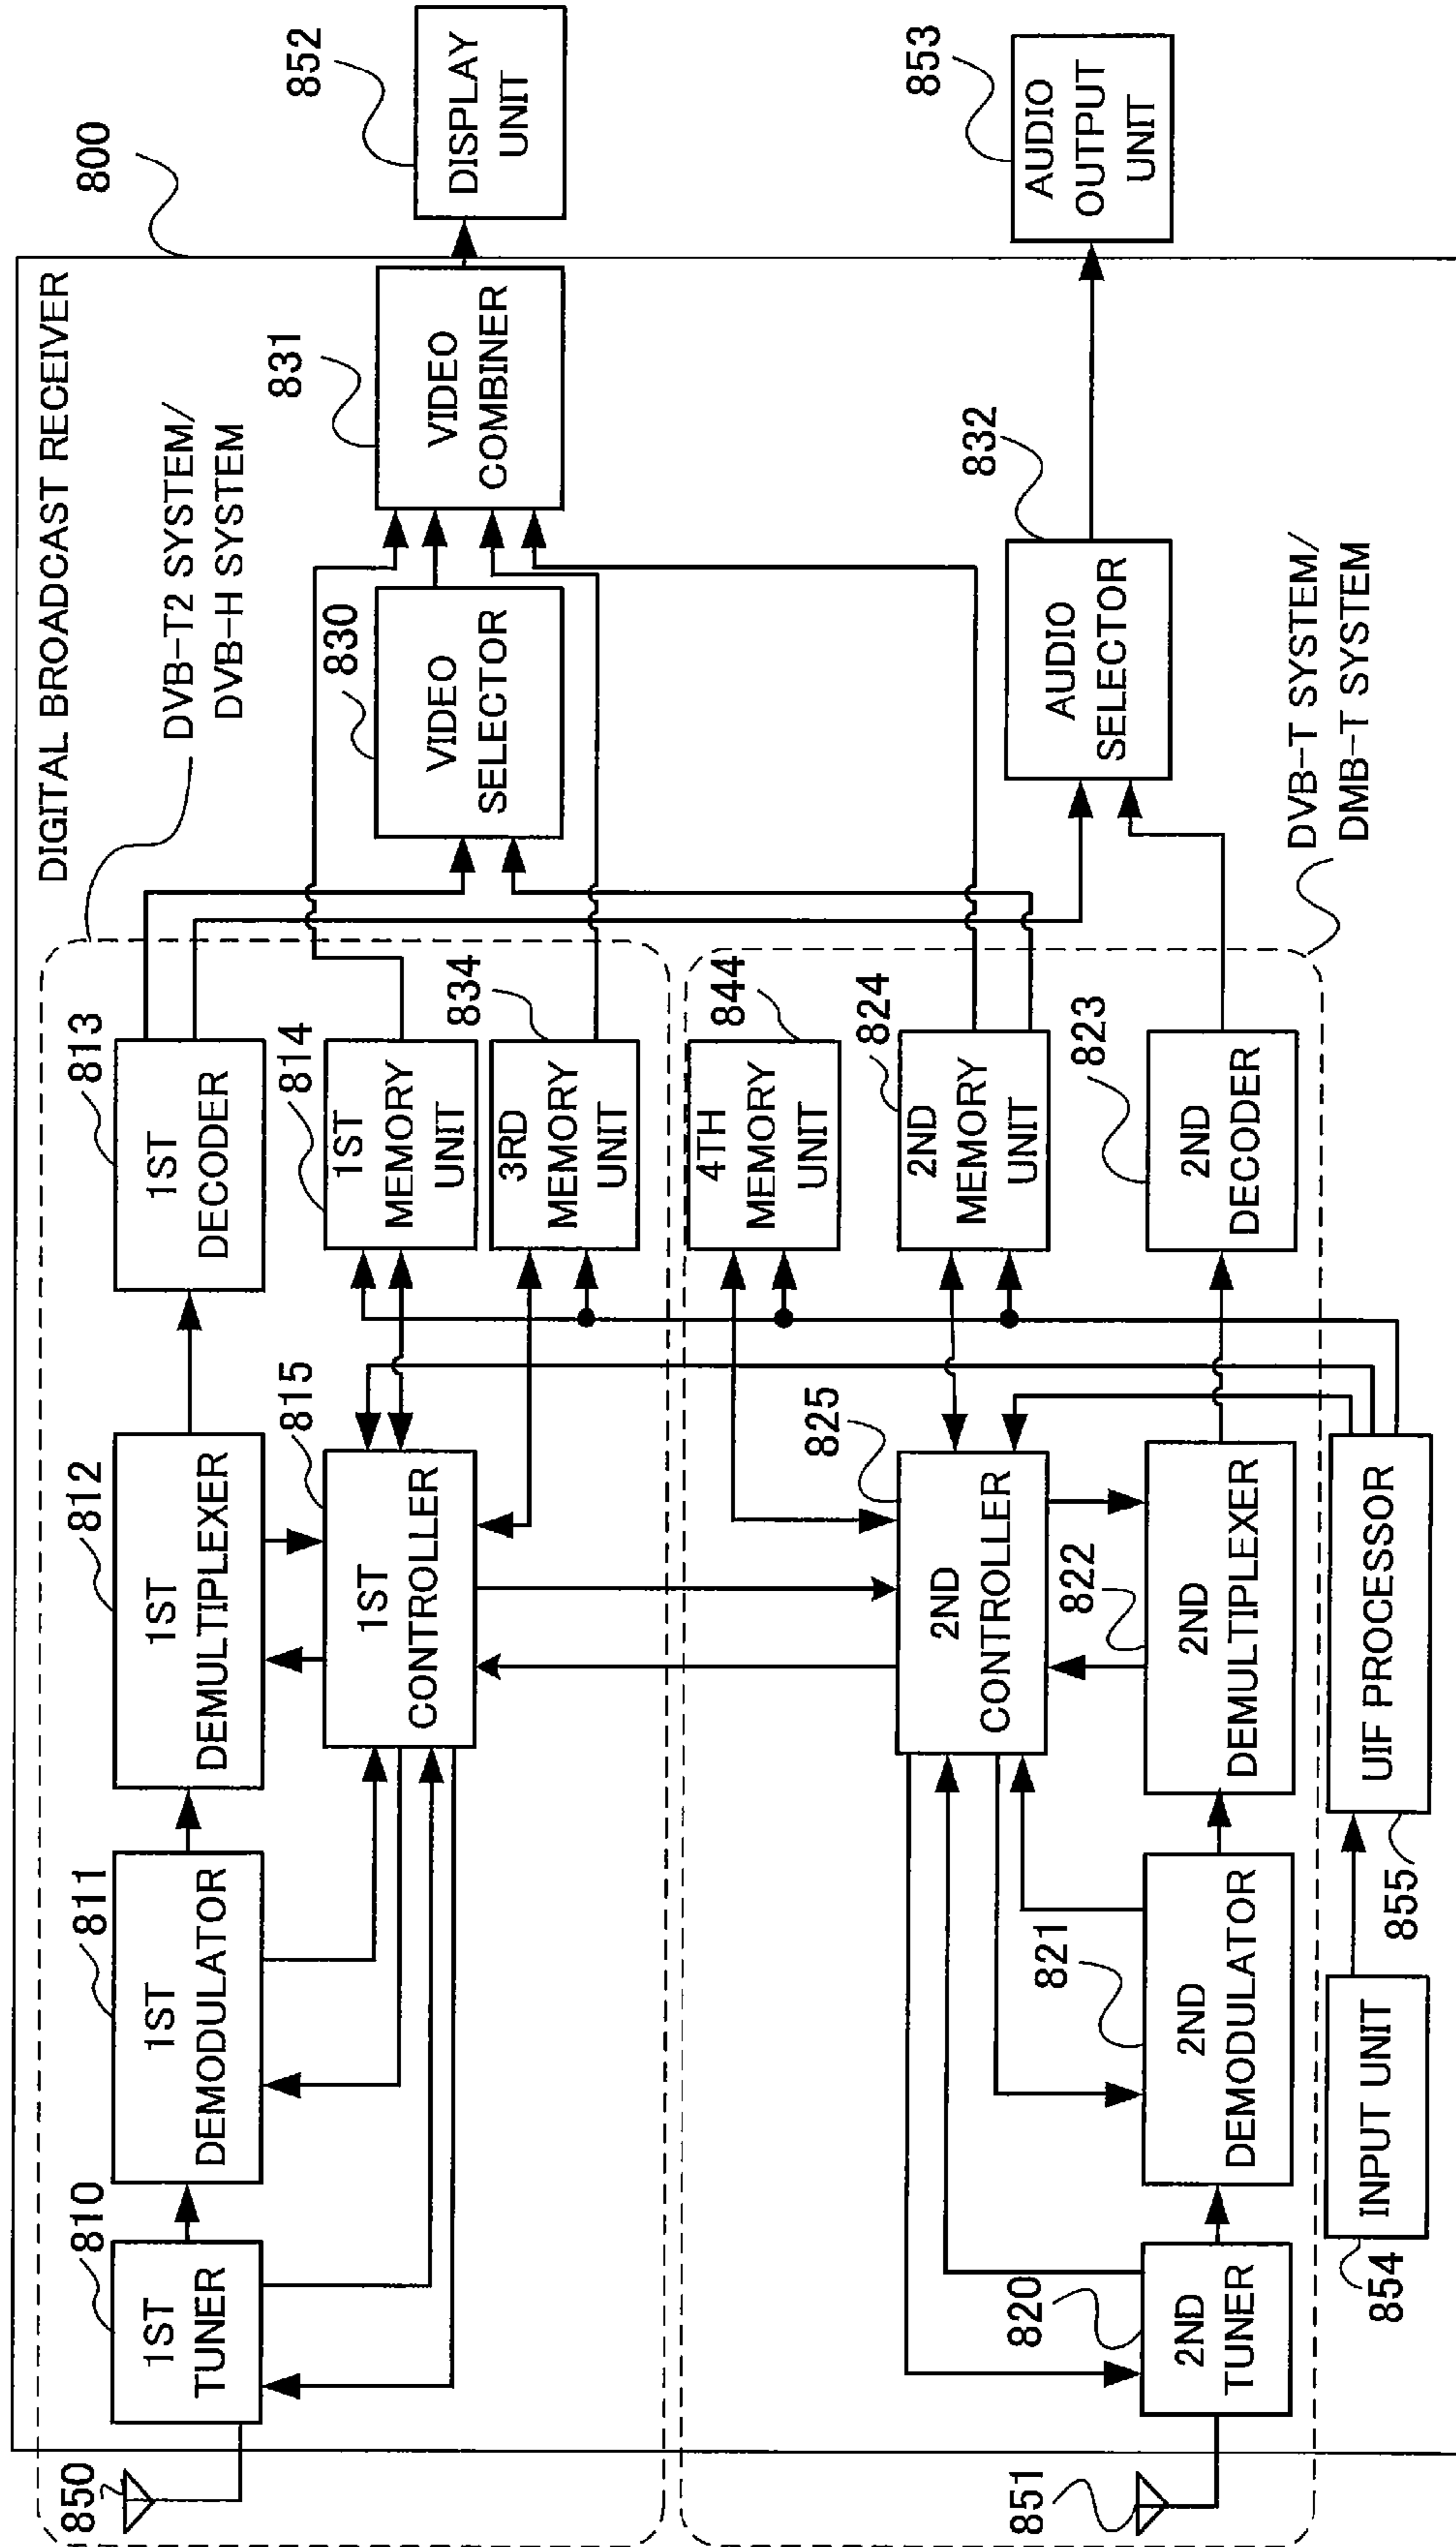 DIGITAL BROADCAST RECEIVER
800
DVB-T2 SYSTEM/
DVB-H SYSTEM
850
810
1ST
TUNER
811
1ST
DEMODULATOR
812
1ST
DEMULTIPLEXER
813
1ST
DECODER
815
1ST
CONTROLLER
814
1ST
MEMORY
UNIT
834
3RD
MEMORY
UNIT
830
VIDEO
SELECTOR
831
VIDEO
COMBINER
852
DISPLAY
UNIT
844
4TH
MEMORY
UNIT
825
2ND
CONTROLLER
824
2ND
MEMORY
UNIT
832
AUDIO
SELECTOR
853
AUDIO
OUTPUT
UNIT
851
820
2ND
TUNER
821
2ND
DEMODULATOR
822
2ND
DEMULTIPLEXER
823
2ND
DECODER
DVB-T SYSTEM/
DMB-T SYSTEM
854
INPUT UNIT
855
UIF PROCESSOR